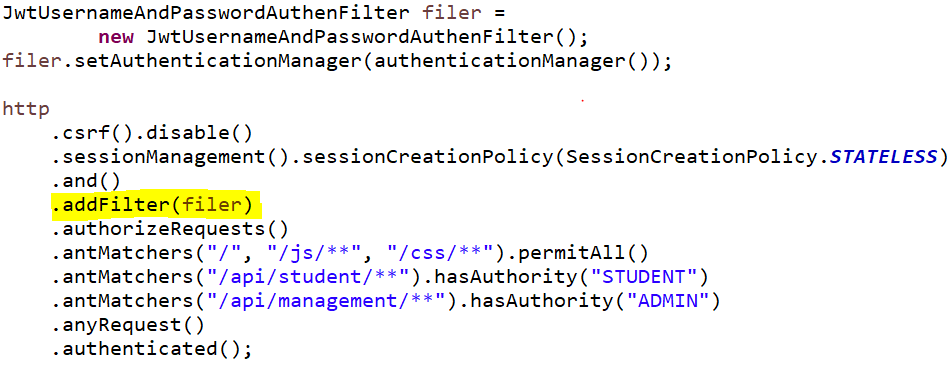 JwtUsernameAndPasswordAuthenFilter filer =
        new JwtUsernameAndPasswordAuthenFilter();
filer.setAuthenticationManager(authenticationManager());

http
    .csrf().disable()
    .sessionManagement().sessionCreationPolicy(SessionCreationPolicy.STATELESS)
    .and()
    .addFilter(filer)
    .authorizeRequests()
    .antMatchers("/", "/js/**", "/css/**").permitAll()
    .antMatchers("/api/student/**").hasAuthority("STUDENT")
    .antMatchers("/api/management/**").hasAuthority("ADMIN")
    .anyRequest()
    .authenticated();